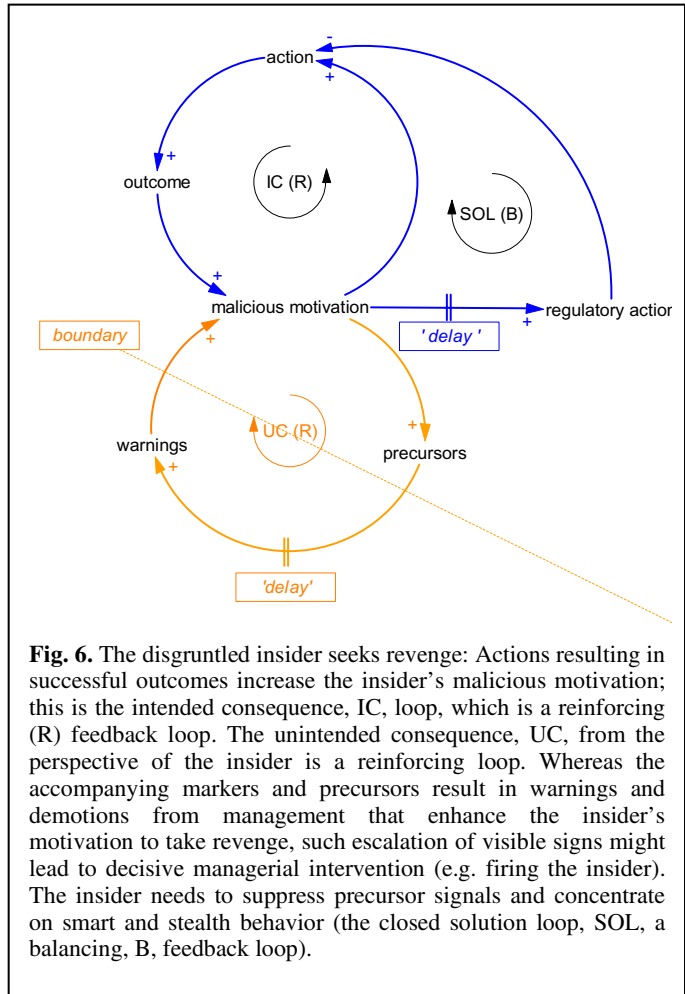 -
action
+
+
outcome
IC (R)
SOL (B)
+
malicious motivation
+
regulatory action
boundary
' delay '
+
UC (R)
+
warnings
precursors
+
'delay'
Fig. 6. The disgruntled insider seeks revenge: Actions resulting in
successful outcomes increase the insider's malicious motivation;
this is the intended consequence, IC, loop, which is a reinforcing
(R) feedback loop. The unintended consequence, UC, from the
perspective of the insider is a reinforcing loop. Whereas the
accompanying markers and precursors result in warnings and
demotions from management that enhance the insider's
motivation to take revenge, such escalation of visible signs might
lead to decisive managerial intervention (e.g. firing the insider).
The insider needs to suppress precursor signals and concentrate
on smart and stealth behavior (the closed solution loop, SOL, a
balancing, B, feedback loop).